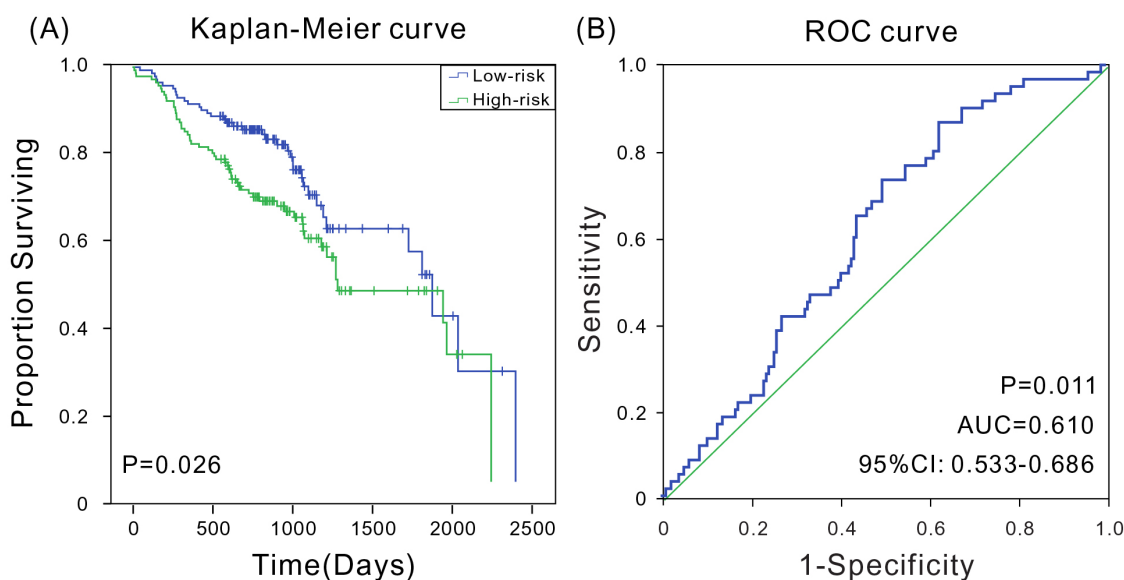 (A)
Kaplan-Meier curve
Proportion Surviving
1.0
0.8
0.6
0.4
0.2
0
Low-risk
High-risk
P=0.026
0 500 1000 1500 2000 2500
Time(Days)
(B)
ROC curve
Sensitivity
1.0
0.8
0.6
0.4
0.2
0
P=0.011
AUC=0.610
95%CI: 0.533-0.686
0 0.2 0.4 0.6 0.8 1.0
1-Specificity